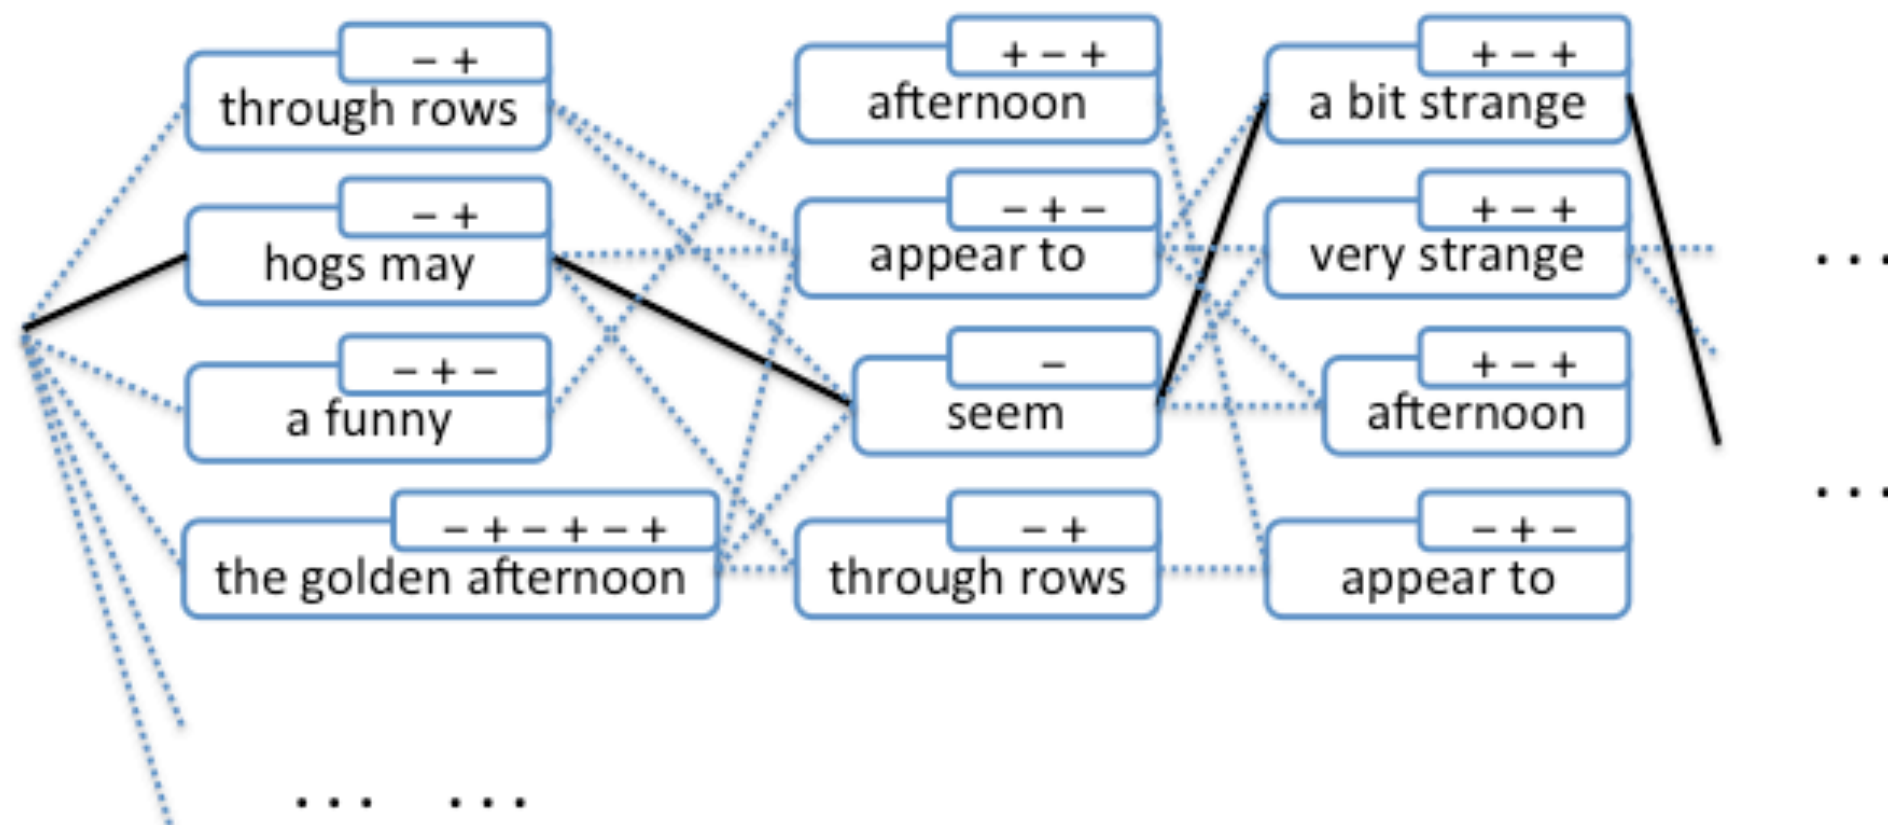 – +
through rows
– +
hogs may
– + –
a funny
– + – + – +
the golden afternoon
+ – +
afternoon
– + –
appear to
–
seem
– +
through rows
+ – +
a bit strange
+ – +
very strange
+ – +
afternoon
– + –
appear to
...
...
... ...